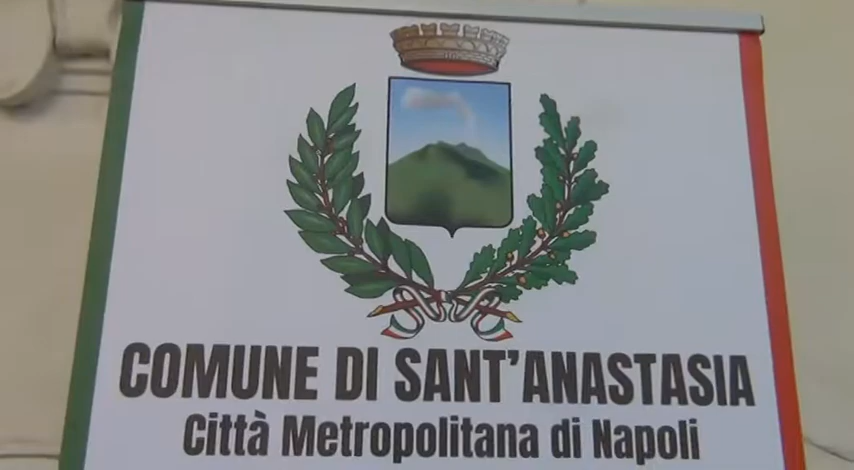 COMUNE DI SANT'ANASTASIA
Città Metropolitana di Napoli